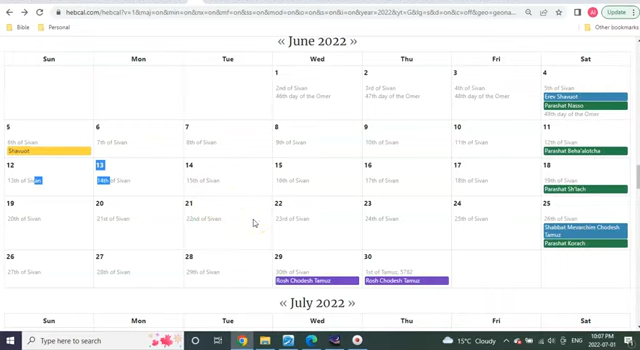 hebcal.com/hebcal?v=1&maj=on&min=on&nx=on&mf=on&ss=on&mod=on&o=on&s=on&i=on&year=2022&yt=G&lg=s&d=on&c=off&geo=geona...
Update
Bible Personal
Other bookmarks
« June 2022 »
Sun Mon Tue Wed Thu Fri Sat
1 2 3 4
2nd of Sivan 3rd of Sivan 4th of Sivan
46th day of the Omer 47th day of the Omer 48th day of the Omer
Erev Shavuot
Parashat Nasso
49th day of the Omer
5 6 7 8 9 10 11
6th of Sivan 7th of Sivan 8th of Sivan 9th of Sivan 10th of Sivan 11th of Sivan 12th of Sivan
Shavuot Parashat Beha'alotcha
12 13 14 15 16 17 18
13th of Sivan 14th of Sivan 15th of Sivan 16th of Sivan 17th of Sivan 18th of Sivan 19th of Sivan
Parashat Sh'lach
19 20 21 22 23 24 25
20th of Sivan 21st of Sivan 22nd of Sivan 23rd of Sivan 24th of Sivan 25th of Sivan 26th of Sivan
Shabbat Mevarchim Chodesh
Tamuz
Parashat Korach
26 27 28 29 30
27th of Sivan 28th of Sivan 29th of Sivan 30th of Sivan 1st of Tamuz, 5782
Rosh Chodesh Tamuz Rosh Chodesh Tamuz
« July 2022 »
Sun Mon Tue Wed Thu Fri Sat
Type here to search
15°C Cloudy
ENG
10:07 PM
2022-07-01